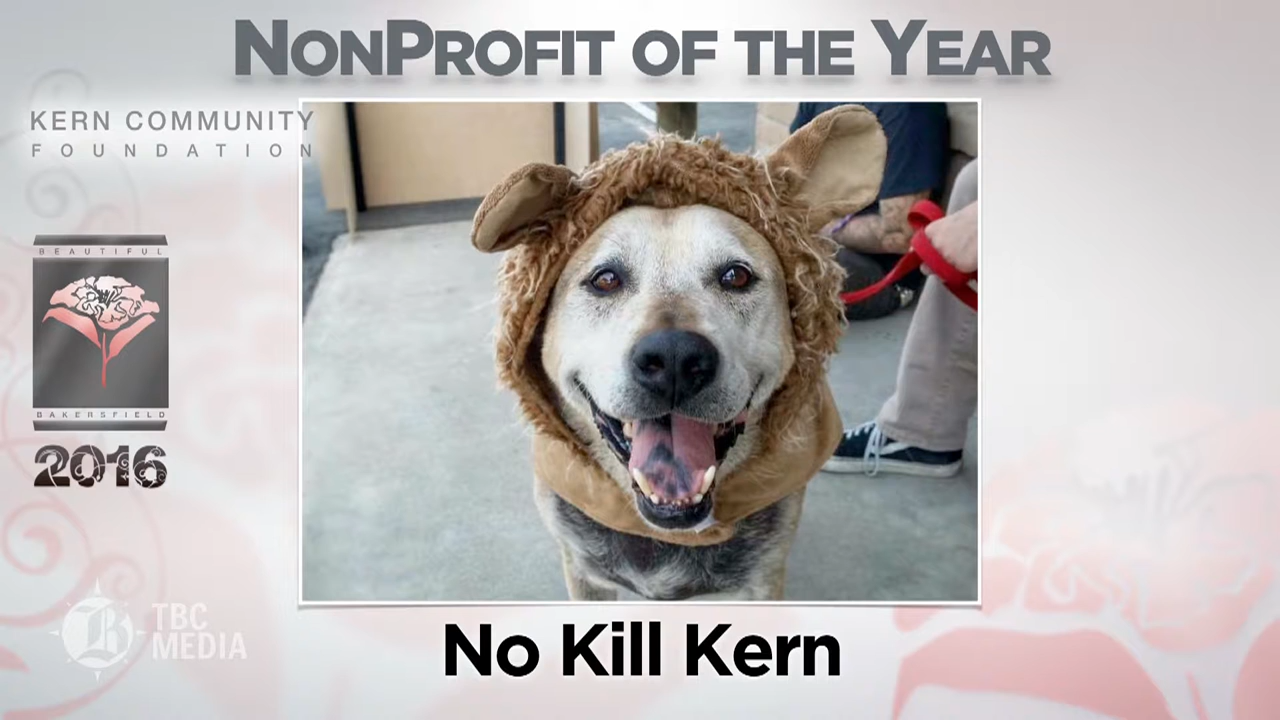 NONPROFIT OF THE YEAR
KERN COMMUNITY
FOUNDATION
BEAUTIFUL
BAKERSFIELD
2016
B
TBC
MEDIA
No Kill Kern